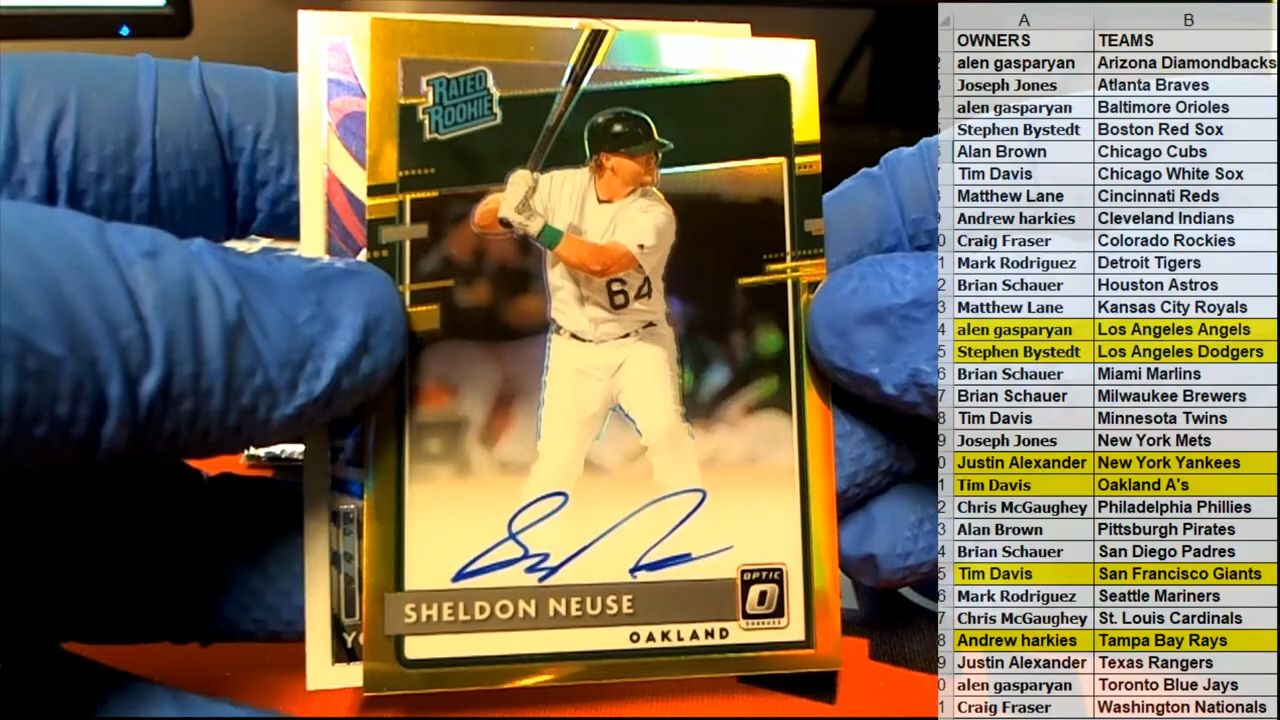 RATED
ROOKIE
64
SHELDON NEUSE
OPTIC
OAKLAND
A B
OWNERS TEAMS
alen gasparyan Arizona Diamondbacks
Joseph Jones Atlanta Braves
alen gasparyan Baltimore Orioles
Stephen Bystedt Boston Red Sox
Alan Brown Chicago Cubs
Tim Davis Chicago White Sox
Matthew Lane Cincinnati Reds
Andrew harkies Cleveland Indians
Craig Fraser Colorado Rockies
Mark Rodriguez Detroit Tigers
Brian Schauer Houston Astros
Matthew Lane Kansas City Royals
alen gasparyan Los Angeles Angels
Stephen Bystedt Los Angeles Dodgers
Brian Schauer Miami Marlins
Brian Schauer Milwaukee Brewers
Tim Davis Minnesota Twins
Joseph Jones New York Mets
Justin Alexander New York Yankees
Tim Davis Oakland A's
Chris McGaughey Philadelphia Phillies
Alan Brown Pittsburgh Pirates
Brian Schauer San Diego Padres
Tim Davis San Francisco Giants
Mark Rodriguez Seattle Mariners
Chris McGaughey St. Louis Cardinals
Andrew harkies Tampa Bay Rays
Justin Alexander Texas Rangers
alen gasparyan Toronto Blue Jays
Craig Fraser Washington Nationals